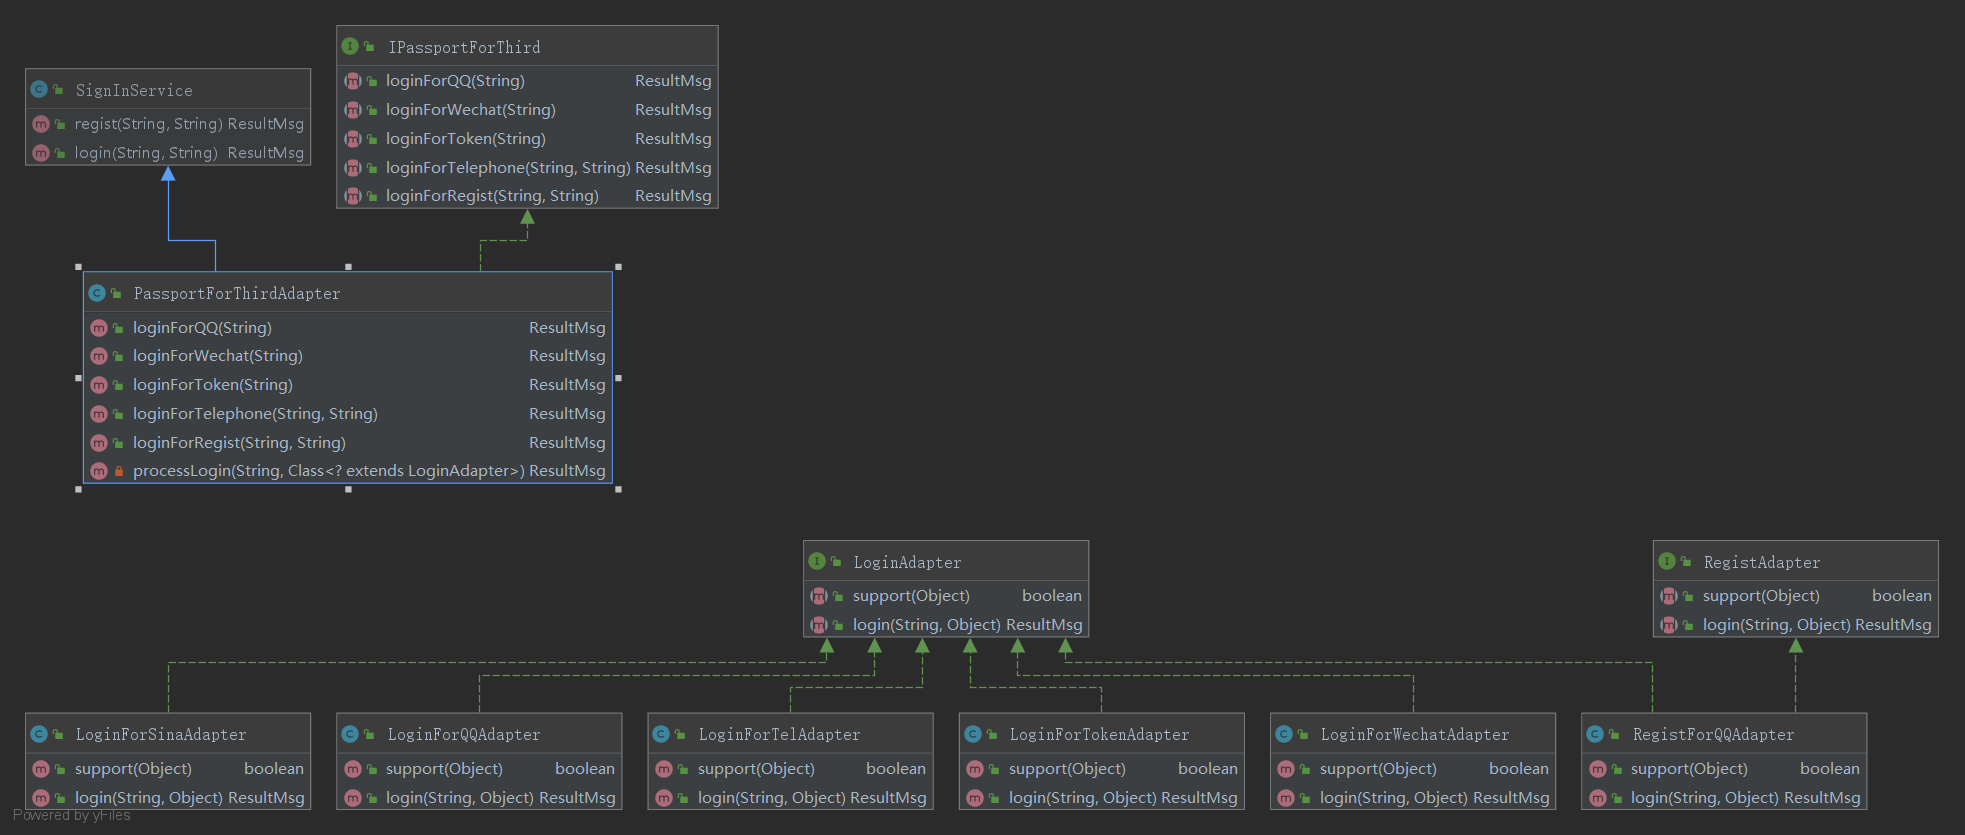 IPassportForThird
loginForQQ(String) ResultMsg
loginForWechat(String) ResultMsg
loginForToken(String) ResultMsg
loginForTelephone(String, String) ResultMsg
loginForRegist(String, String) ResultMsg
SignInService
regist(String, String) ResultMsg
login(String, String) ResultMsg
PassportForThirdAdapter
loginForQQ(String) ResultMsg
loginForWechat(String) ResultMsg
loginForToken(String) ResultMsg
loginForTelephone(String, String) ResultMsg
loginForRegist(String, String) ResultMsg
processLogin(String, Class<? extends LoginAdapter>) ResultMsg
LoginAdapter
support(Object) boolean
login(String, Object) ResultMsg
RegistAdapter
support(Object) boolean
login(String, Object) ResultMsg
LoginForSinaAdapter
support(Object) boolean
login(String, Object) ResultMsg
LoginForQQAdapter
support(Object) boolean
login(String, Object) ResultMsg
LoginForTelAdapter
support(Object) boolean
login(String, Object) ResultMsg
LoginForTokenAdapter
support(Object) boolean
login(String, Object) ResultMsg
LoginForWechatAdapter
support(Object) boolean
login(String, Object) ResultMsg
RegistForQQAdapter
support(Object) boolean
login(String, Object) ResultMsg
Powered by yFiles